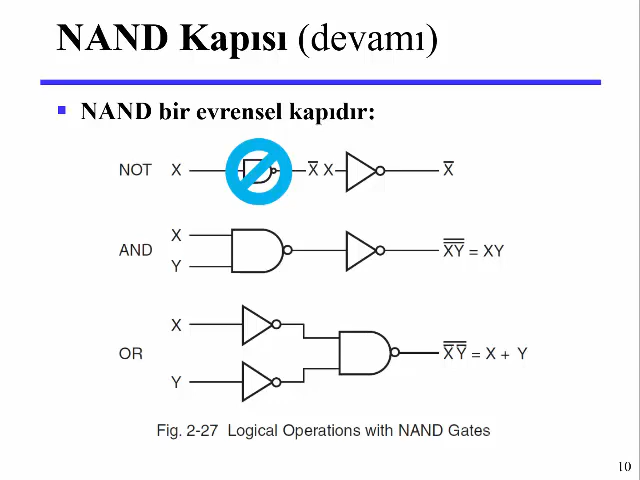 NAND Kapısı (devamı)
▪ NAND bir evrensel kapıdır:
NOT X X̅ X X̅
X
AND X̿Y̿ = XY
Y
X
OR X̿ Y̿ = X + Y
Y
Fig. 2-27 Logical Operations with NAND Gates
10